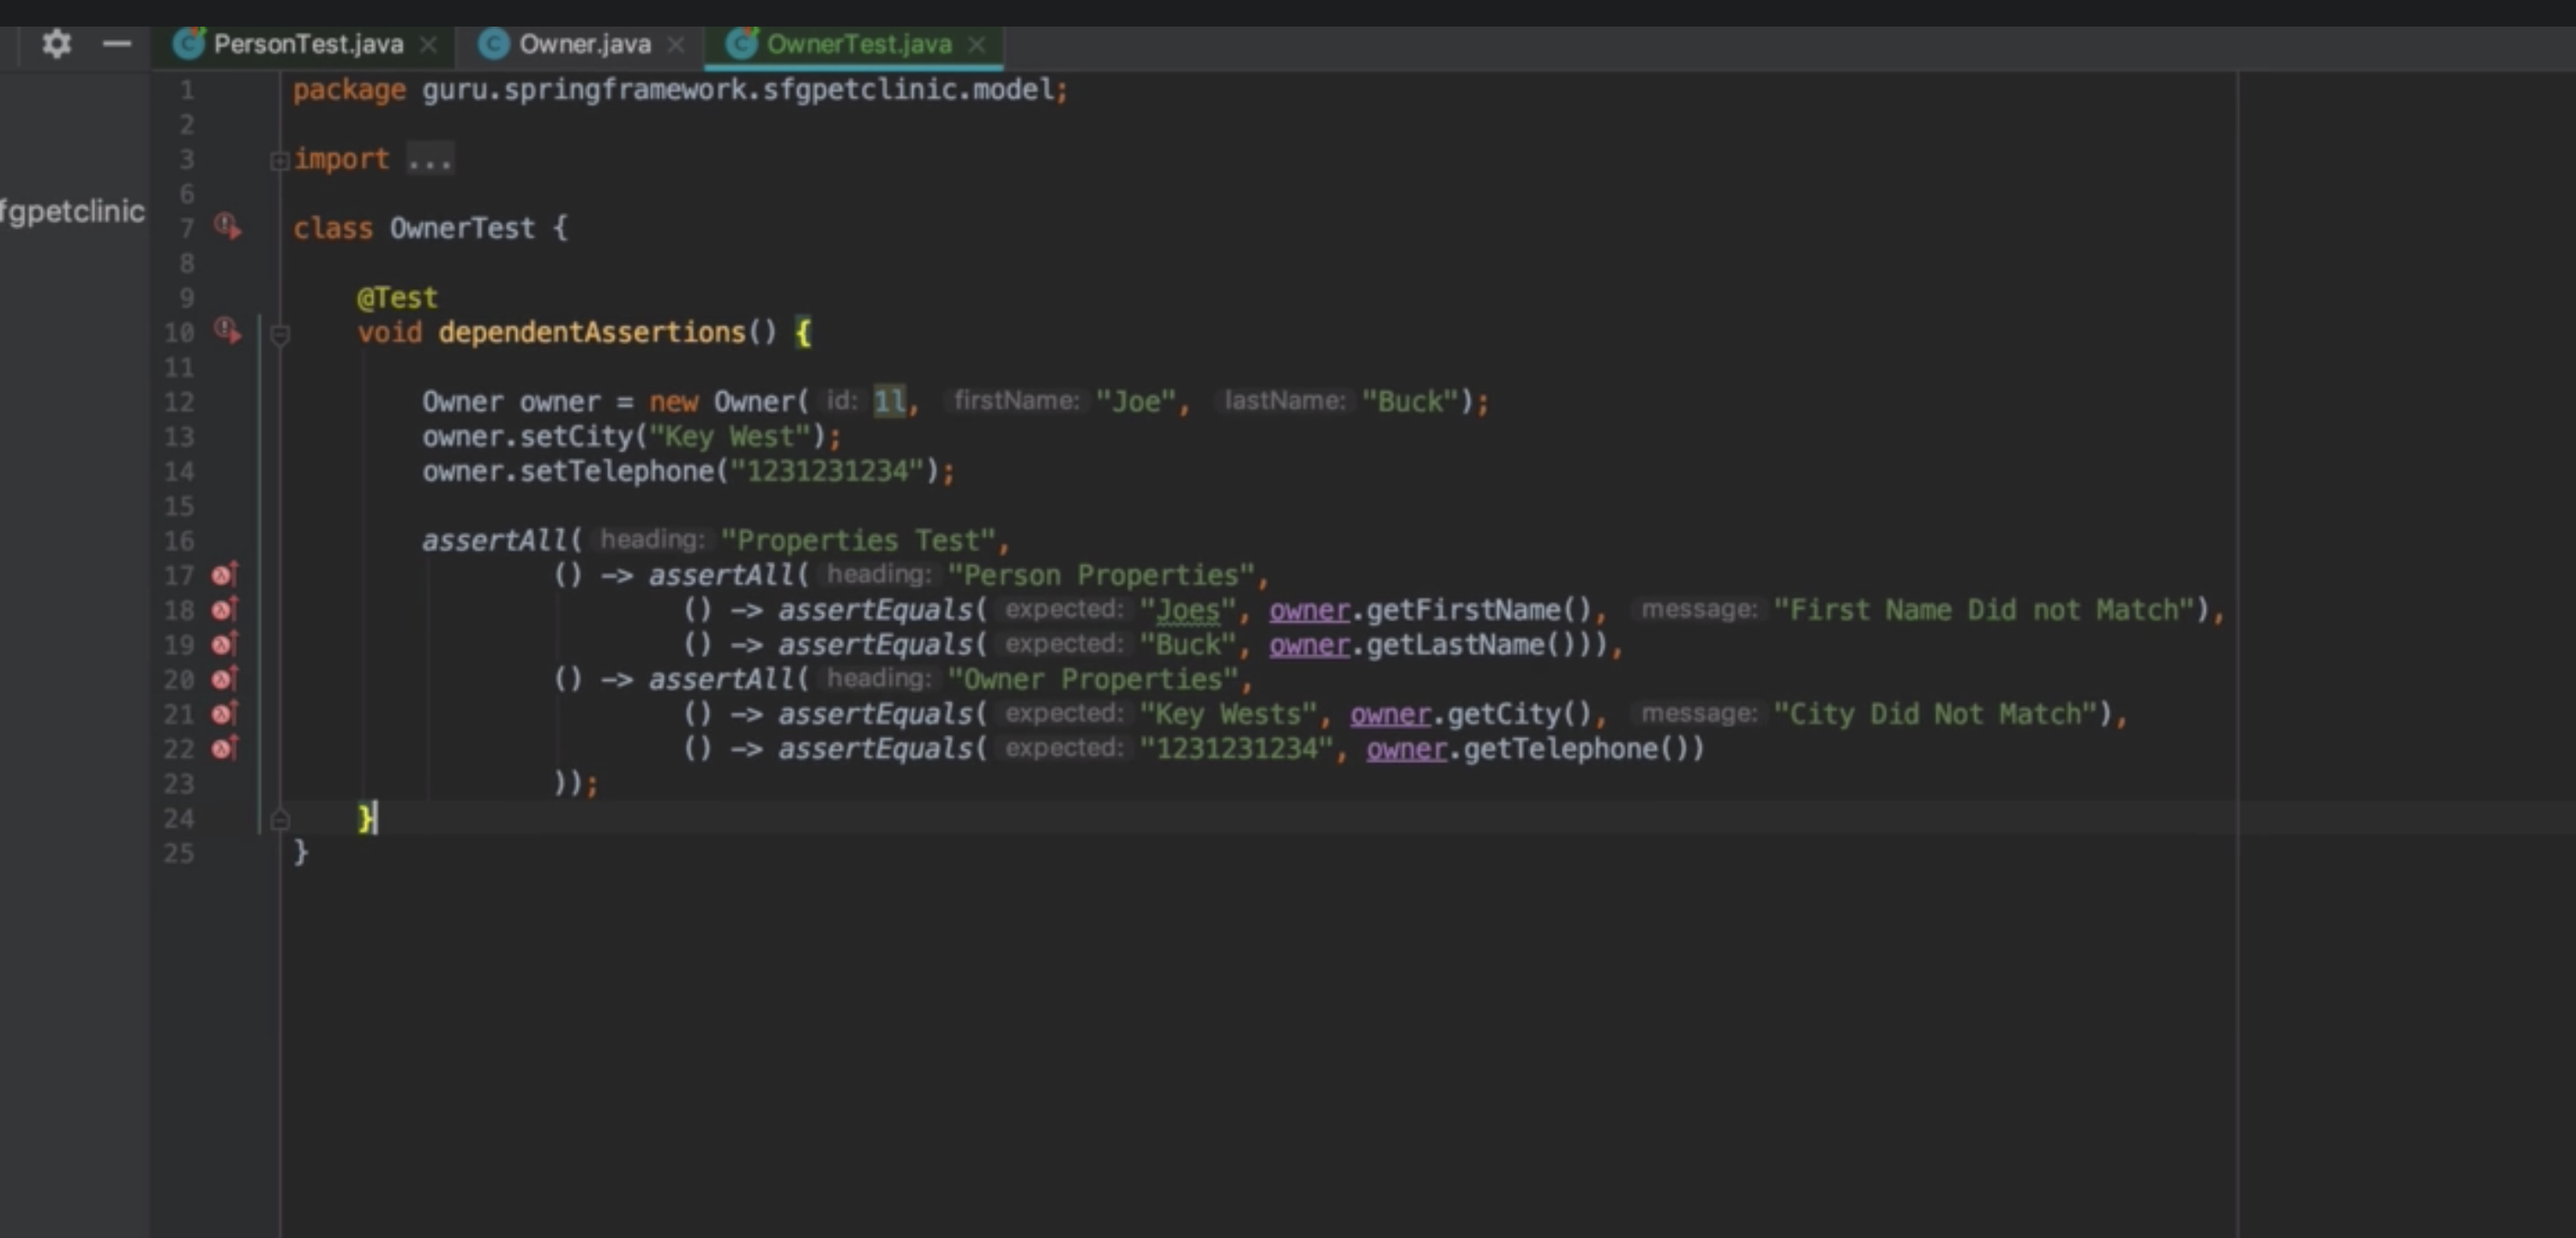 PersonTest.java Owner.java OwnerTest.java
fgpetclinic
1 package guru.springframework.sfgpetclinic.model;
2
3 import ...
6
7 class OwnerTest {
8
9 @Test
10 void dependentAssertions() {
11
12 Owner owner = new Owner( id: 1l, firstName: "Joe", lastName: "Buck");
13 owner.setCity("Key West");
14 owner.setTelephone("1231231234");
15
16 assertAll( heading: "Properties Test",
17 () -> assertAll( heading: "Person Properties",
18 () -> assertEquals( expected: "Joes", owner.getFirstName(), message: "First Name Did not Match"),
19 () -> assertEquals( expected: "Buck", owner.getLastName())),
20 () -> assertAll( heading: "Owner Properties",
21 () -> assertEquals( expected: "Key Wests", owner.getCity(), message: "City Did Not Match"),
22 () -> assertEquals( expected: "1231231234", owner.getTelephone())
23 ));
24 }
25 }